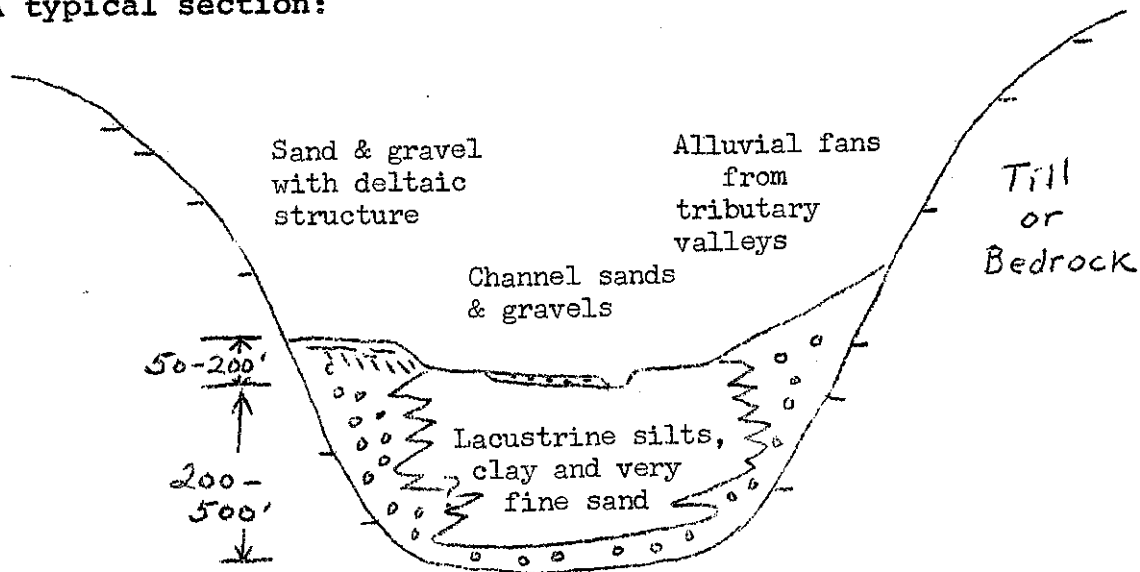 A typical section:
Sand & gravel
with deltaic
structure
Alluvial fans
from
tributary
valleys
Till
or
Bedrock
Channel sands
& gravels
50-200'
Lacustrine silts,
clay and very
fine sand
200-
500'
?